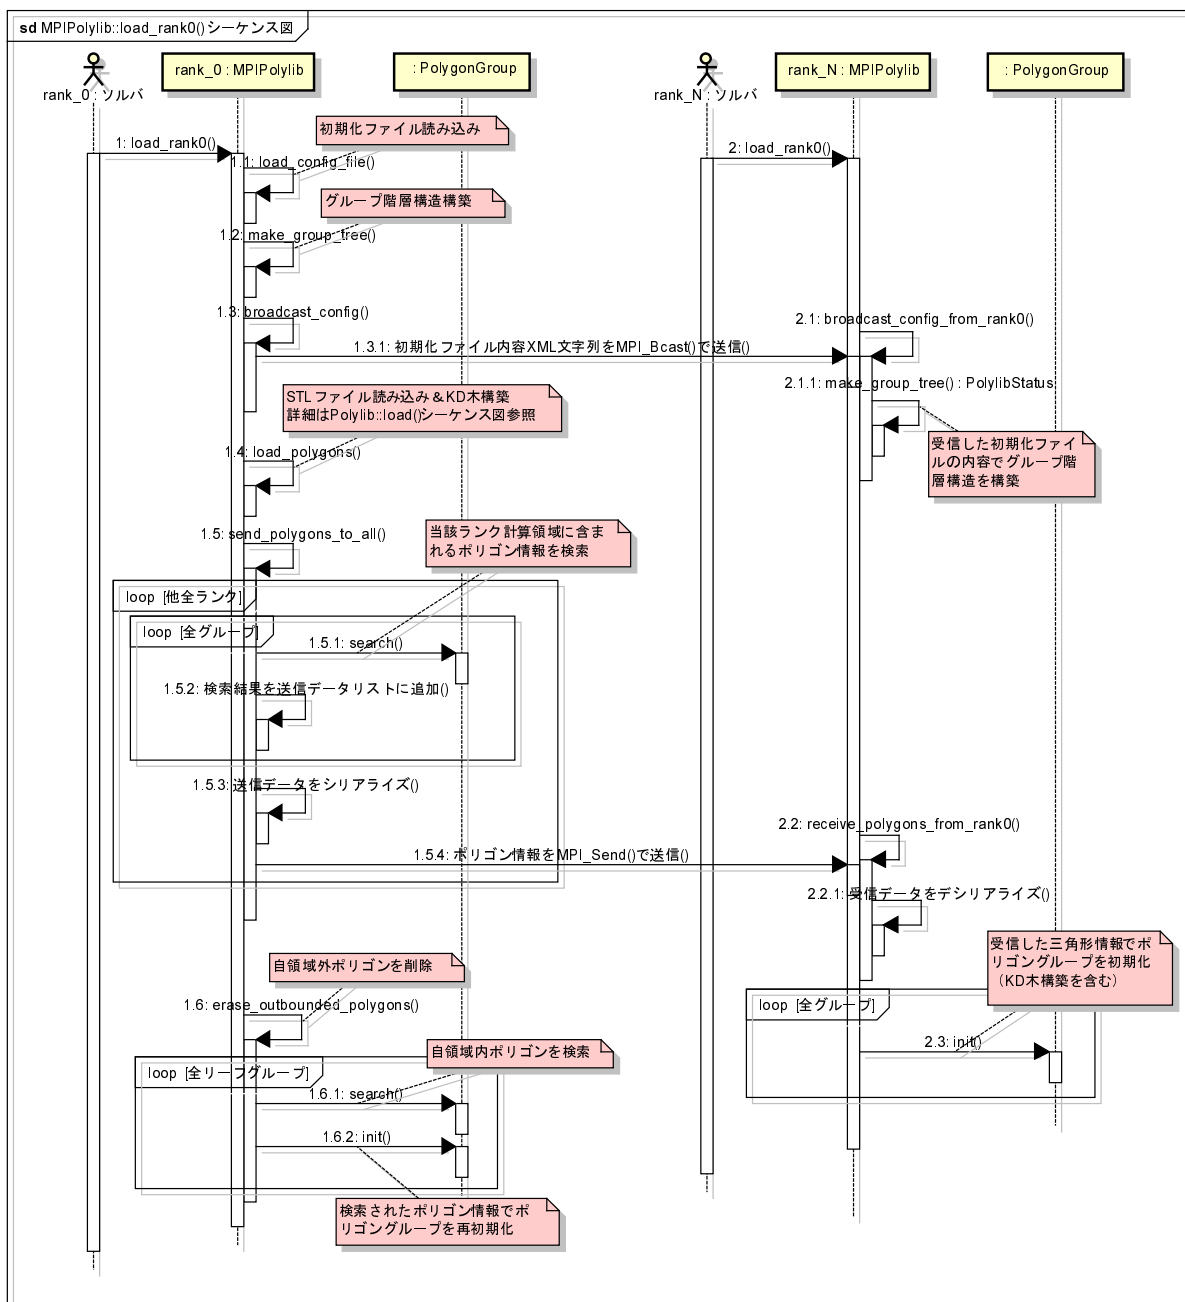 sd MPIPolylib::load_rank0()シーケンス図
rank_0 : ソルバ
rank_0 : MPIPolylib
: PolygonGroup
rank_N : ソルバ
rank_N : MPIPolylib
: PolygonGroup
初期化ファイル読み込み
1: load_rank0()
2: load_rank0()
1.1: load_config_file()
グループ階層構造構築
1.2: make_group_tree()
1.3: broadcast_config()
2.1: broadcast_config_from_rank0()
1.3.1: 初期化ファイル内容XML文字列をMPI_Bcast()で送信()
2.1.1: make_group_tree() : PolylibStatus
STLファイル読み込み＆KD木構築
詳細はPolylib::load()シーケンス図参照
受信した初期化ファイ
ルの内容でグループ階
層構造を構築
1.4: load_polygons()
1.5: send_polygons_to_all()
当該ランク計算領域に含ま
れるポリゴン情報を検索
loop [他全ランク]
loop [全グループ]
1.5.1: search()
1.5.2: 検索結果を送信データリストに追加()
1.5.3: 送信データをシリアライズ()
2.2: receive_polygons_from_rank0()
1.5.4: ポリゴン情報をMPI_Send()で送信()
2.2.1: 受信データをデシリアライズ()
受信した三角形情報でポ
リゴングループを初期化
（KD木構築を含む）
自領域外ポリゴンを削除
1.6: erase_outbounded_polygons()
loop [全グループ]
2.3: init()
自領域内ポリゴンを検索
loop [全リーフグループ]
1.6.1: search()
1.6.2: init()
検索されたポリゴン情報でポ
リゴングループを再初期化